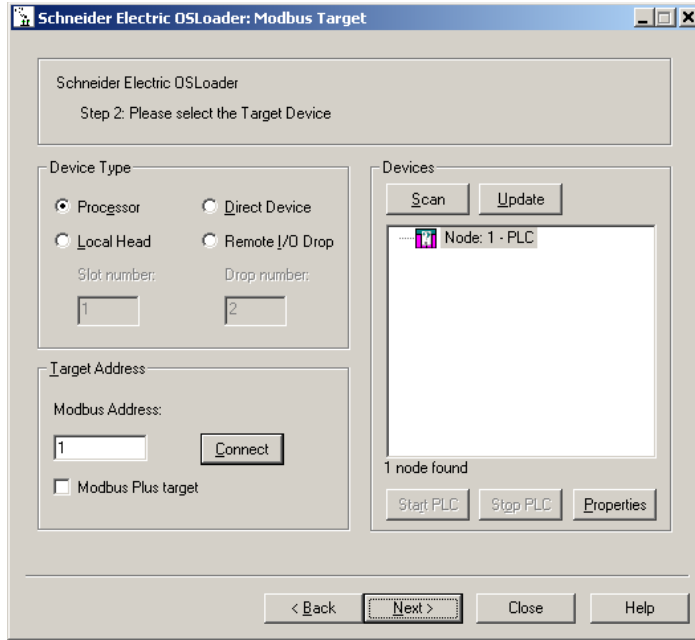 Schneider Electric OSLoader: Modbus Target
Schneider Electric OSLoader
Step 2: Please select the Target Device
Device Type
Processor
Direct Device
Local Head
Remote I/O Drop
Slot number:
Drop number:
1
2
Target Address
Modbus Address:
1
Connect
Modbus Plus target
Devices
Scan
Update
Node: 1 - PLC
1 node found
Start PLC
Stop PLC
Properties
< Back
Next >
Close
Help